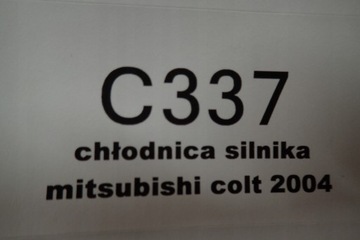 C337
chłodnica silnika
mitsubishi colt 2004